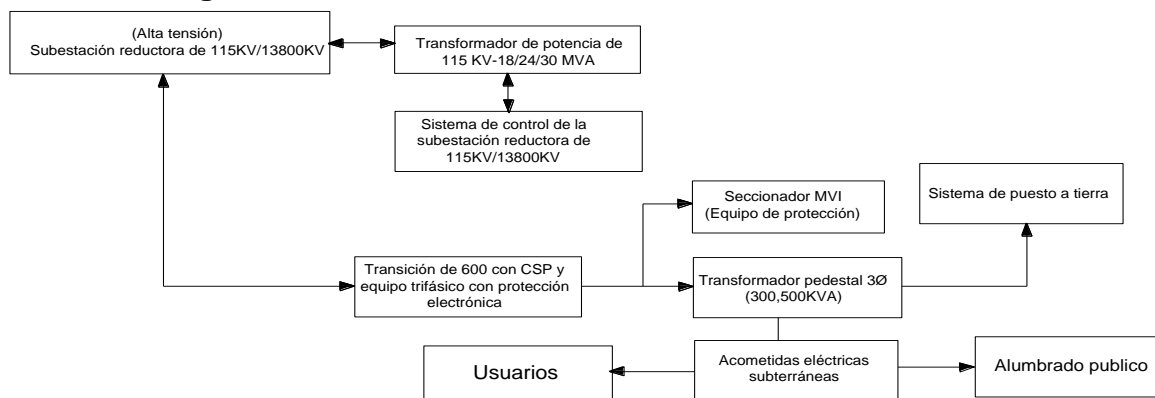 (Alta tensión)
Subestación reductora de 115KV/13800KV
Transformador de potencia de
115 KV-18/24/30 MVA
Sistema de control de la
subestación reductora de
115KV/13800KV
Seccionador MVI
(Equipo de protección)
Sistema de puesto a tierra
Transición de 600 con CSP y
equipo trifásico con protección
electrónica
Transformador pedestal 3Ø
(300,500KVA)
Usuarios
Acometidas eléctricas
subterráneas
Alumbrado publico